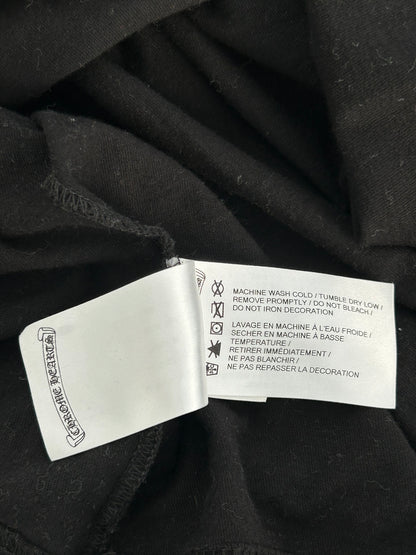 CHROME HEARTS
MACHINE WASH COLD / TUMBLE DRY LOW /
REMOVE PROMPTLY / DO NOT BLEACH /
DO NOT IRON DECORATION
LAVAGE EN MACHINE À L'EAU FROIDE /
SECHER EN MACHINE À BASSE
TEMPERATURE /
RETIRER IMMÉDIATEMENT /
NE PAS BLANCHIR /
NE PAS REPASSER LA DECORATION